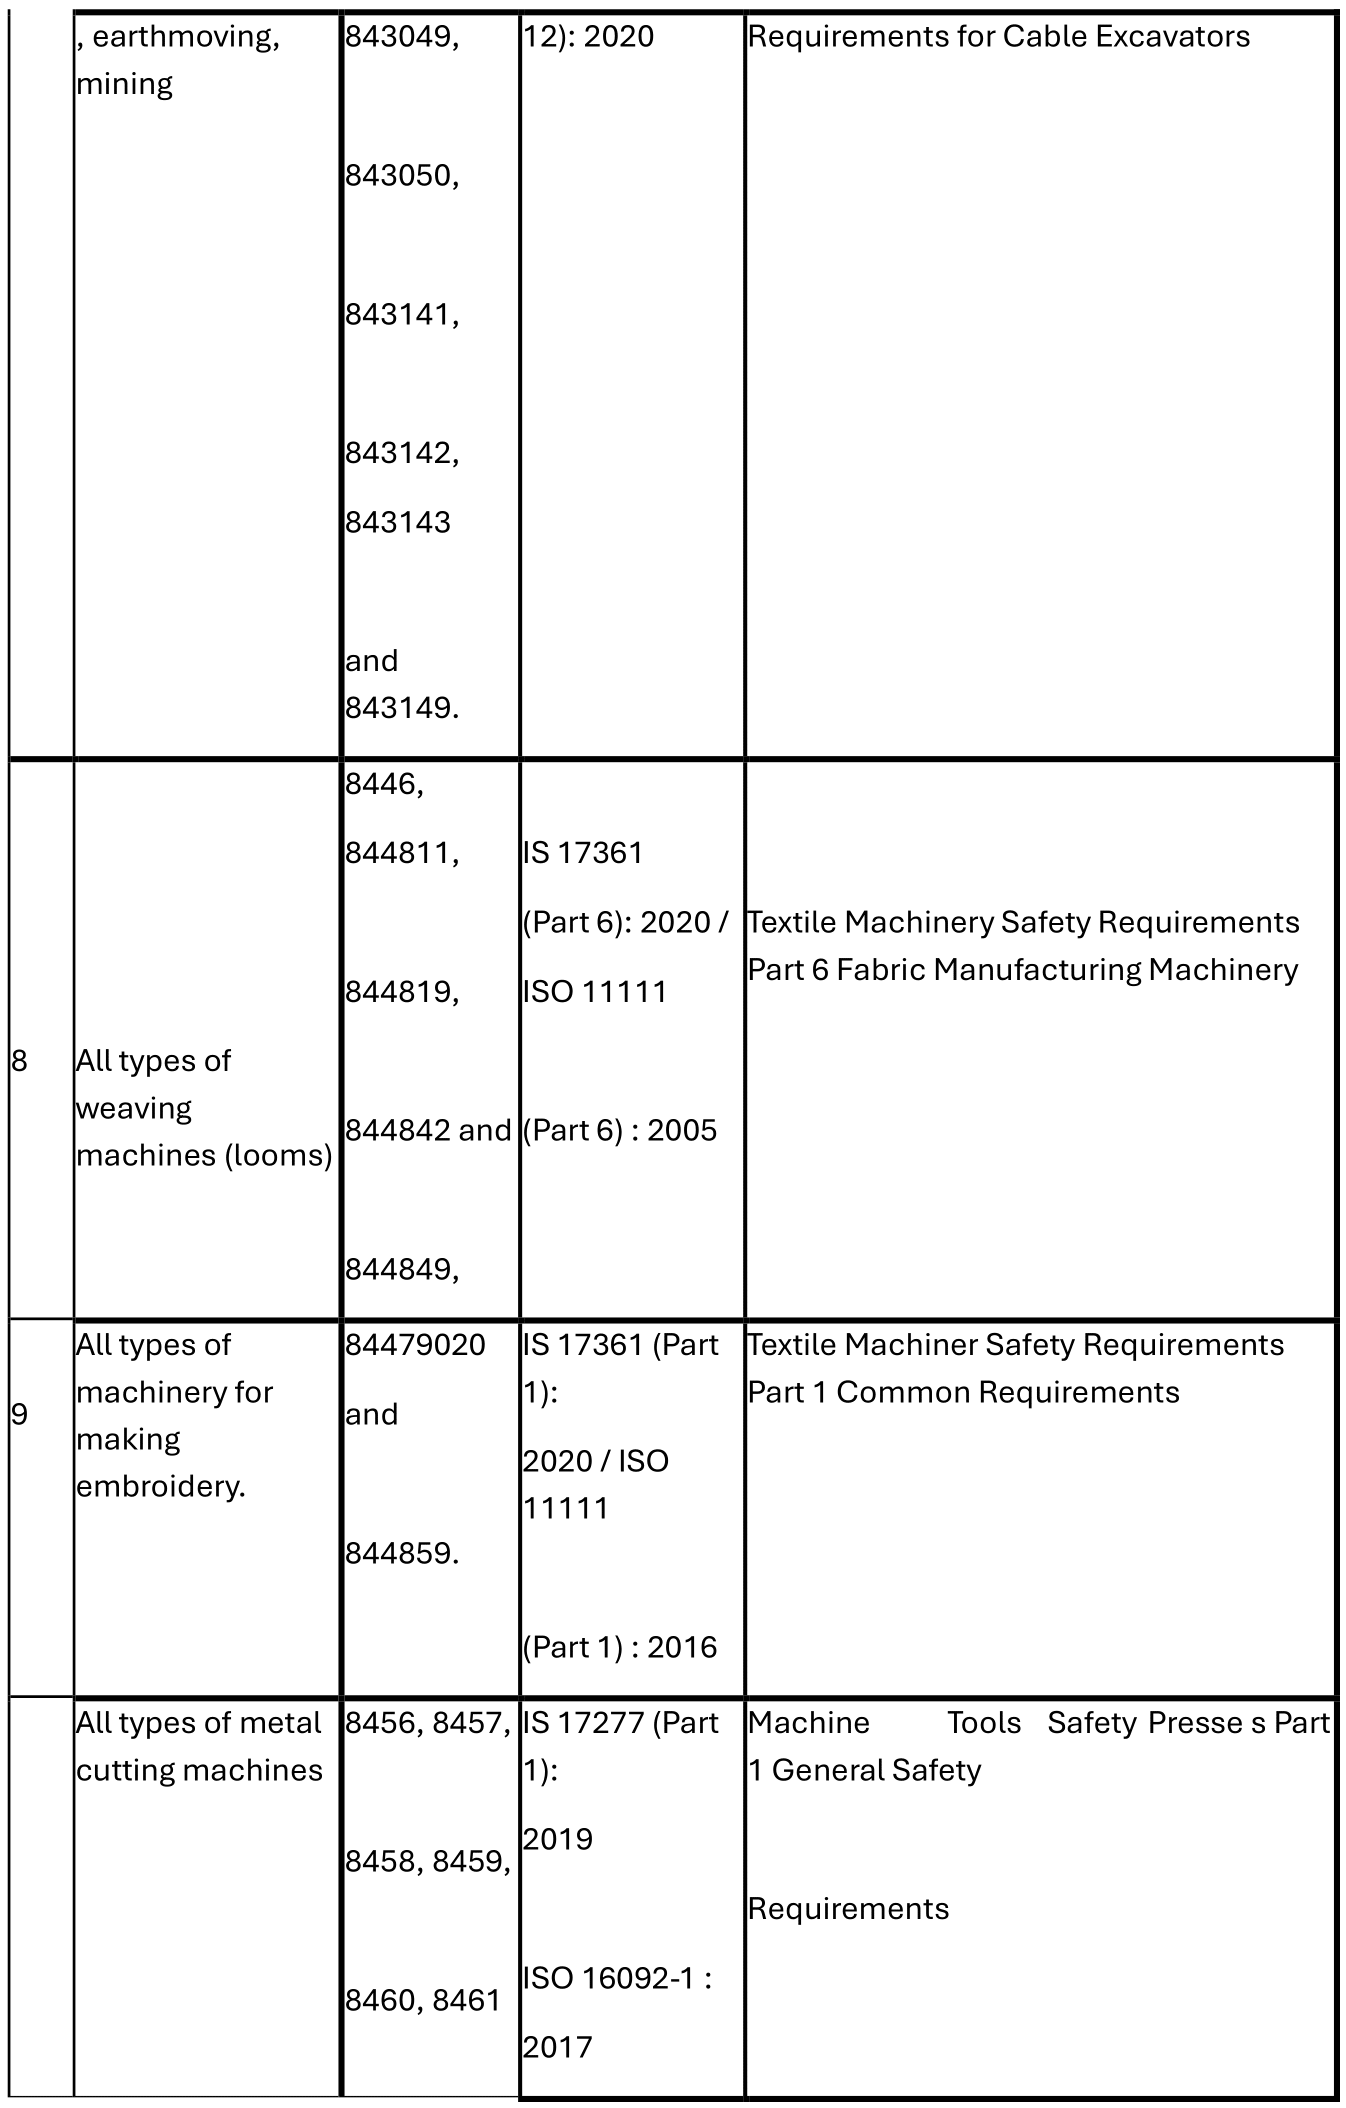 , earthmoving,
mining
843049,
843050,
843141,
843142,
843143
and
843149.
12): 2020
Requirements for Cable Excavators
8
All types of
weaving
machines (looms)
8446,
844811,
844819,
844842 and
844849,
IS 17361
(Part 6): 2020 /
ISO 11111
(Part 6) : 2005
Textile Machinery Safety Requirements
Part 6 Fabric Manufacturing Machinery
9
All types of
machinery for
making
embroidery.
84479020
and
844859.
IS 17361 (Part
1):
2020 / ISO
11111
(Part 1) : 2016
Textile Machiner Safety Requirements
Part 1 Common Requirements
All types of metal
cutting machines
8456, 8457,
8458, 8459,
8460, 8461
IS 17277 (Part
1):
2019
ISO 16092-1 :
2017
Machine Tools Safety Presse s Part
1 General Safety
Requirements